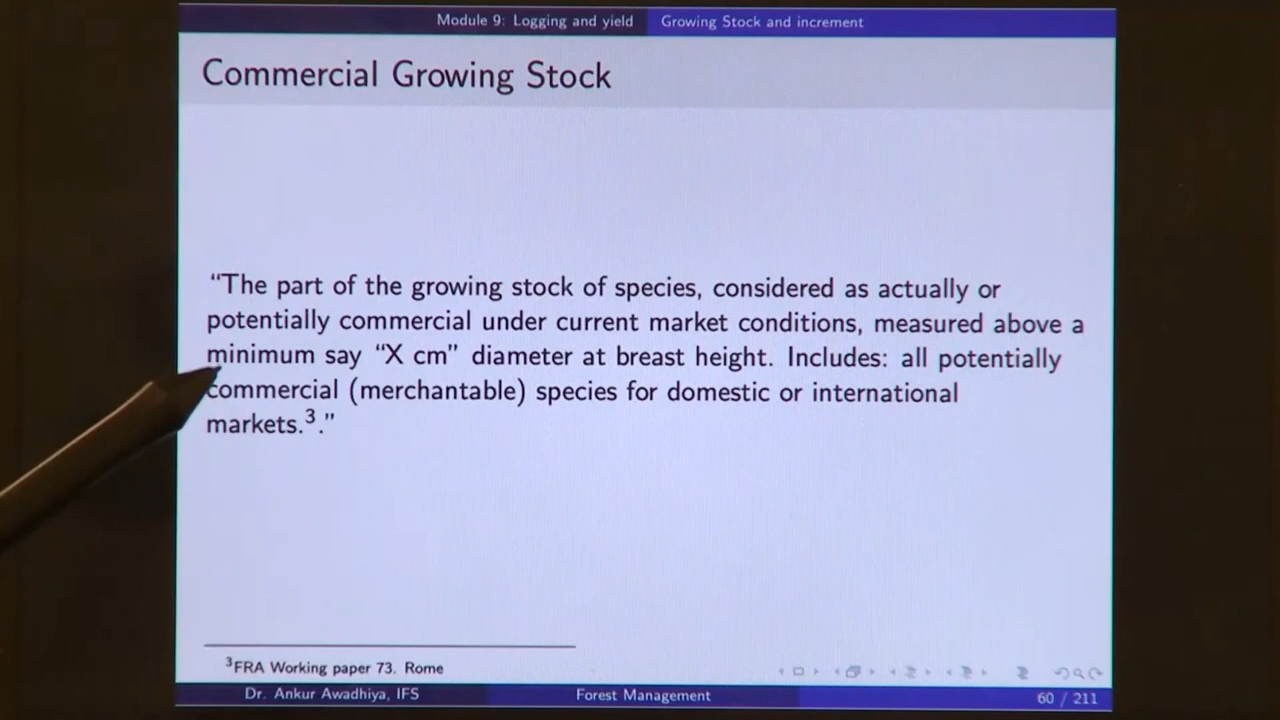 Module 9: Logging and yield Growing Stock and increment
Commercial Growing Stock
“The part of the growing stock of species, considered as actually or
potentially commercial under current market conditions, measured above a
minimum say “X cm” diameter at breast height. Includes: all potentially
commercial (merchantable) species for domestic or international
markets.3.”
3FRA Working paper 73. Rome
Dr. Ankur Awadhiya, IFS Forest Management 60 / 211